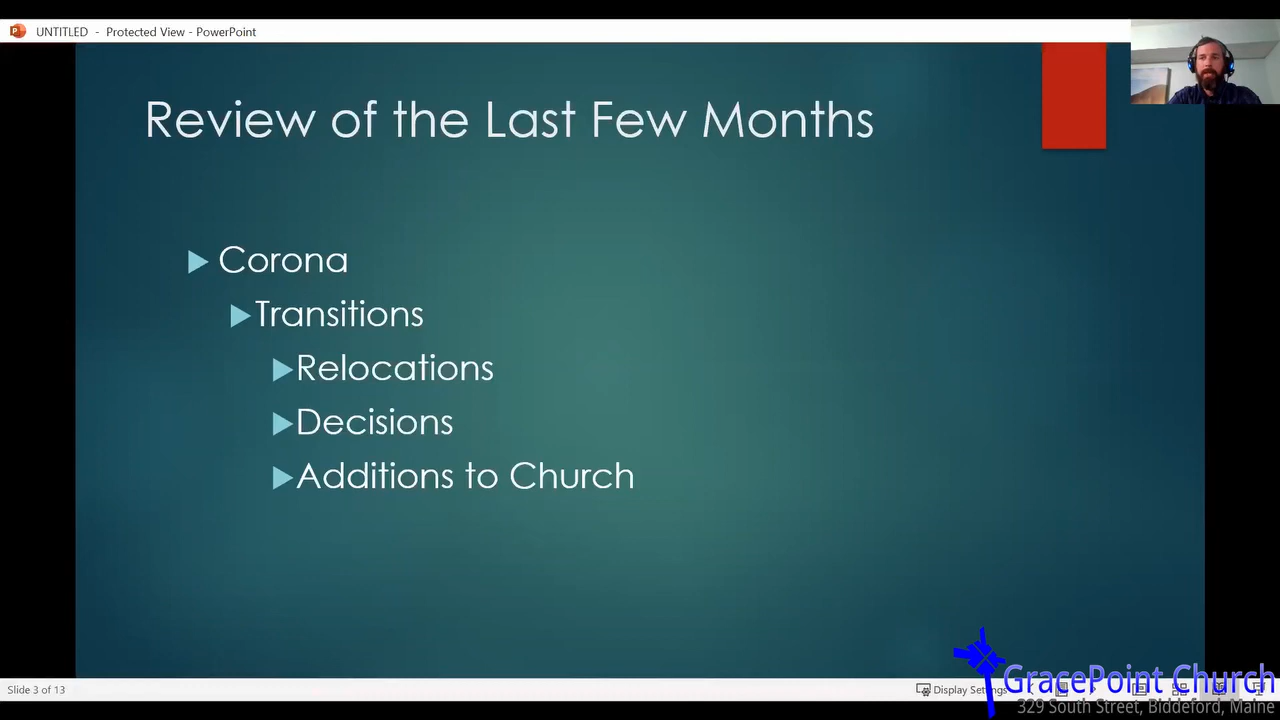 UNTITLED - Protected View - PowerPoint
Review of the Last Few Months
Corona
Transitions
Relocations
Decisions
Additions to Church
Slide 3 of 13
Display Settings
GracePoint Church
329 South Street, Biddeford, Maine